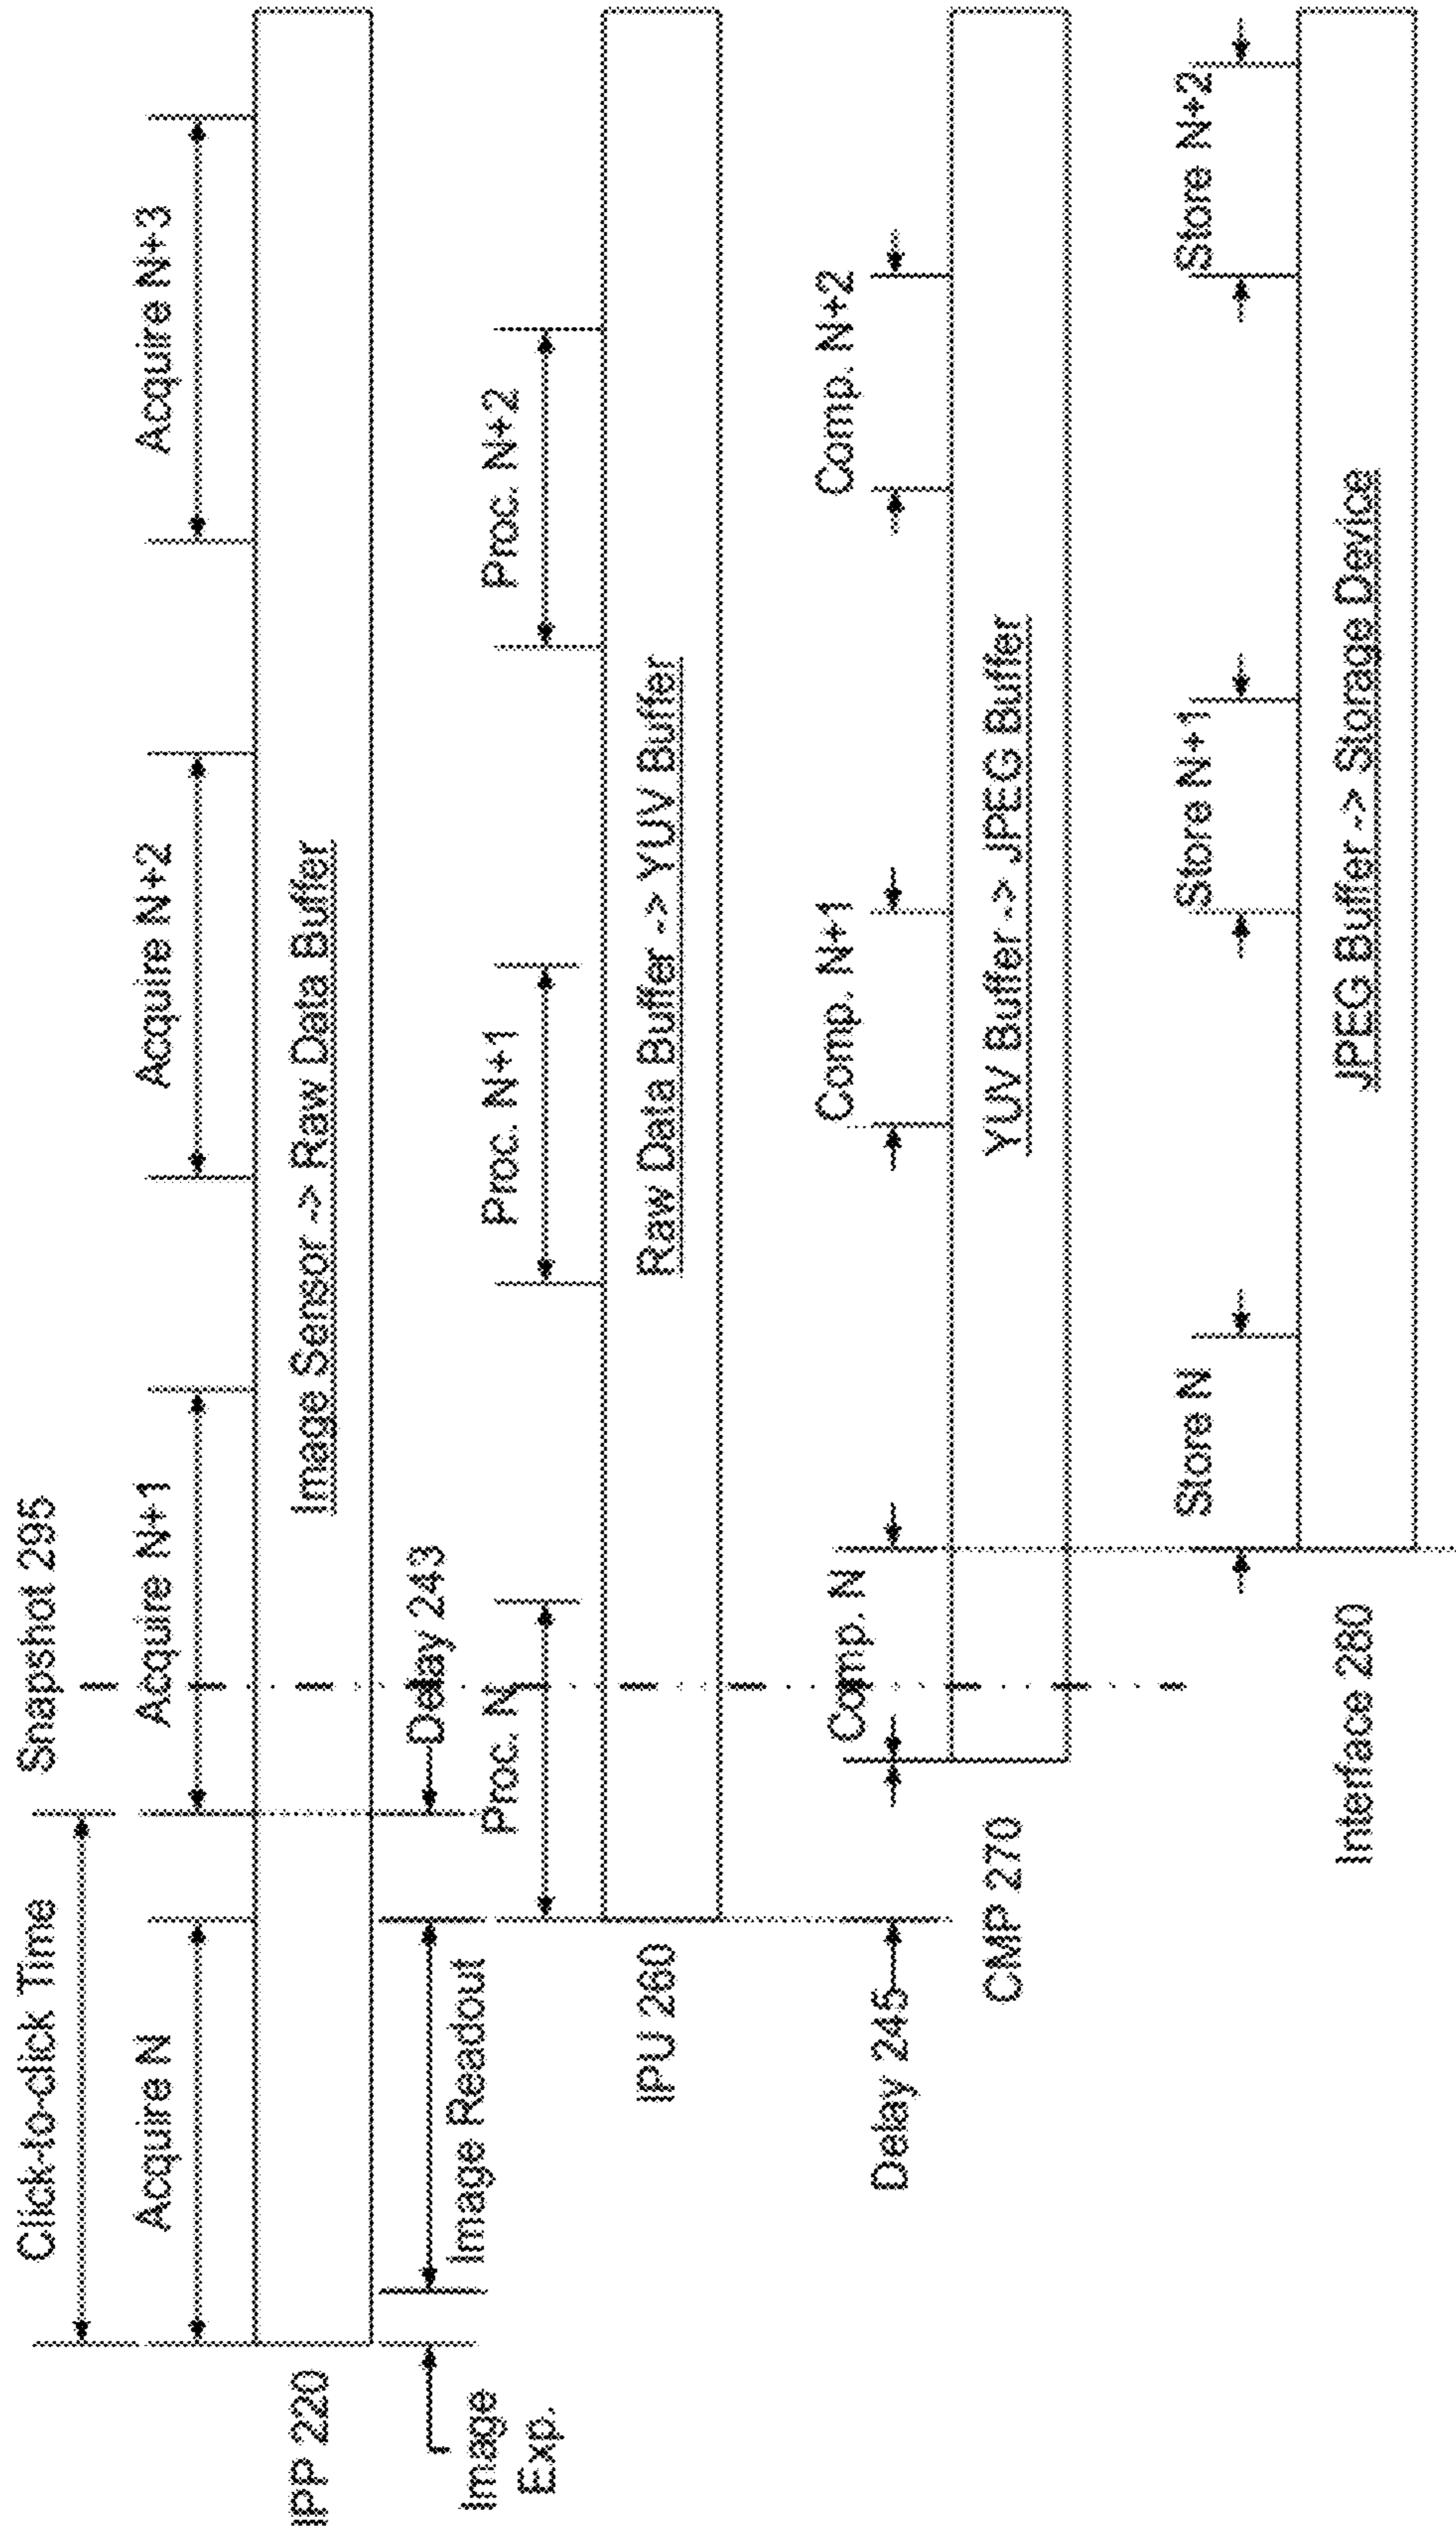 Click-to-click Time
Snapshot 295
Acquire N
Acquire N+1
Acquire N+2
Acquire N+3
IPP 220
Image Sensor -> Raw Data Buffer
Image
Exp.
Image Readout
Delay 243
Proc. N
Proc. N+1
Proc. N+2
IPU 260
Raw Data Buffer -> YUV Buffer
Delay 245
Comp. N
Comp. N+1
Comp. N+2
CMP 270
YUV Buffer -> JPEG Buffer
Store N
Store N+1
Store N+2
Interface 280
JPEG Buffer -> Storage Device